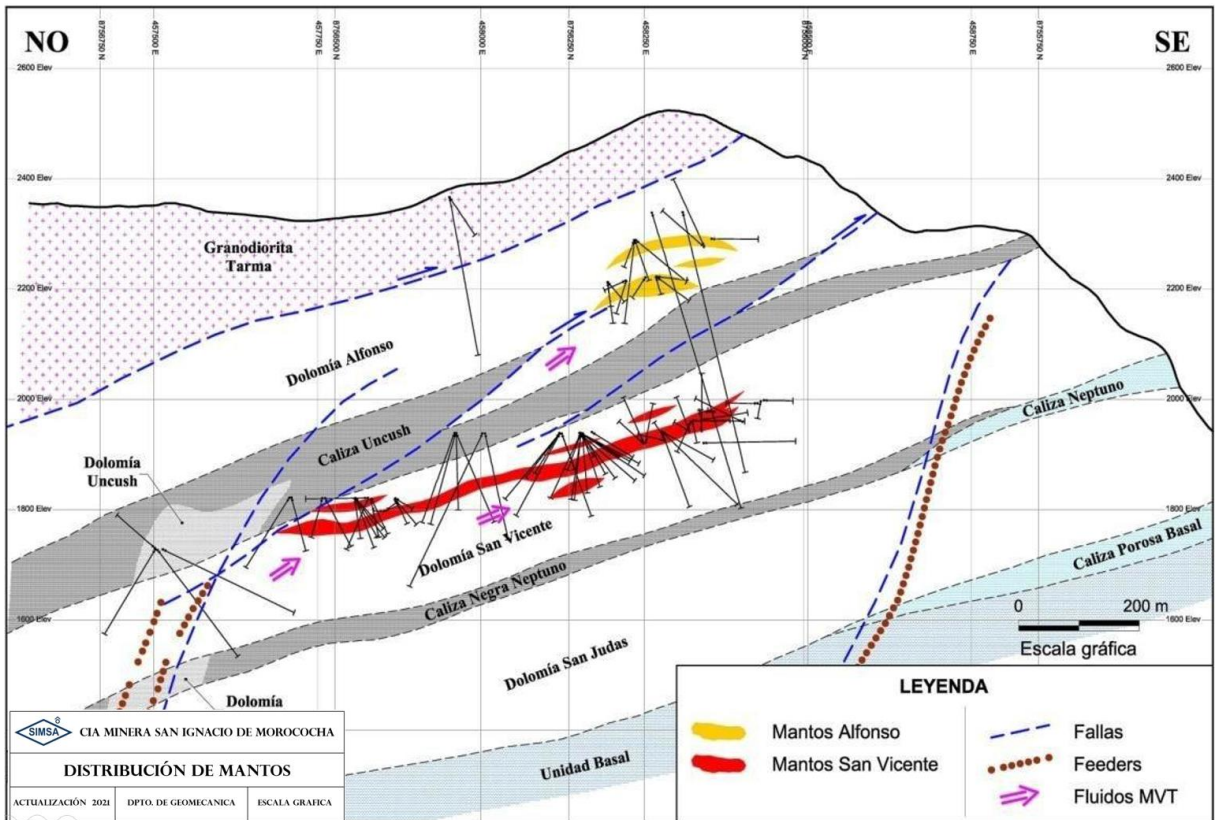 NO
SE
8756750 N
457500 E
457750 E
8756500 N
458000 E
8756250 N
458250 E
458750 E
8755750 N
2600 Elev
2600 Elev
2400 Elev
2400 Elev
Granodiorita
Tarma
2200 Elev
2200 Elev
Dolomía Alfonso
2000 Elev
2000 Elev
Caliza Neptuno
Caliza Uncush
Dolomía
Uncush
1800 Elev
1800 Elev
Dolomía San Vicente
Caliza Porosa Basal
Caliza Negra Neptuno
1600 Elev
1600 Elev
0 200 m
Escala gráfica
Dolomía San Judas
Dolomía
Unidad Basal
LEYENDA
Mantos Alfonso
Mantos San Vicente
Fallas
Feeders
Fluidos MVT
SIMSA
CIA MINERA SAN IGNACIO DE MOROCOCHA
DISTRIBUCIÓN DE MANTOS
ACTUALIZACIÓN 2021
DPTO. DE GEOMECANICA
ESCALA GRAFICA